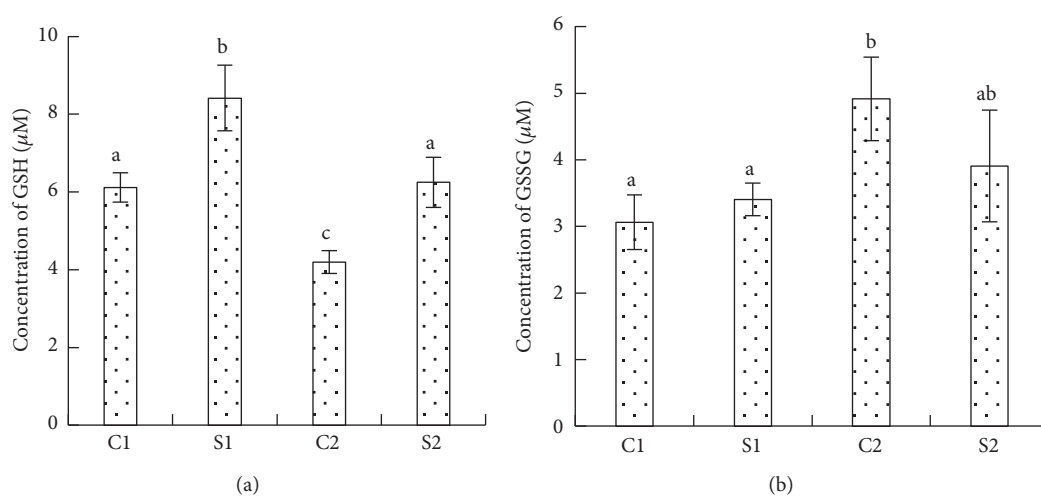 Concentration of GSH (μM)
10
8
6
4
2
0
a
b
c
a
C1
S1
C2
S2
(a)
Concentration of GSSG (μM)
6
5
4
3
2
1
0
a
a
b
ab
C1
S1
C2
S2
(b)